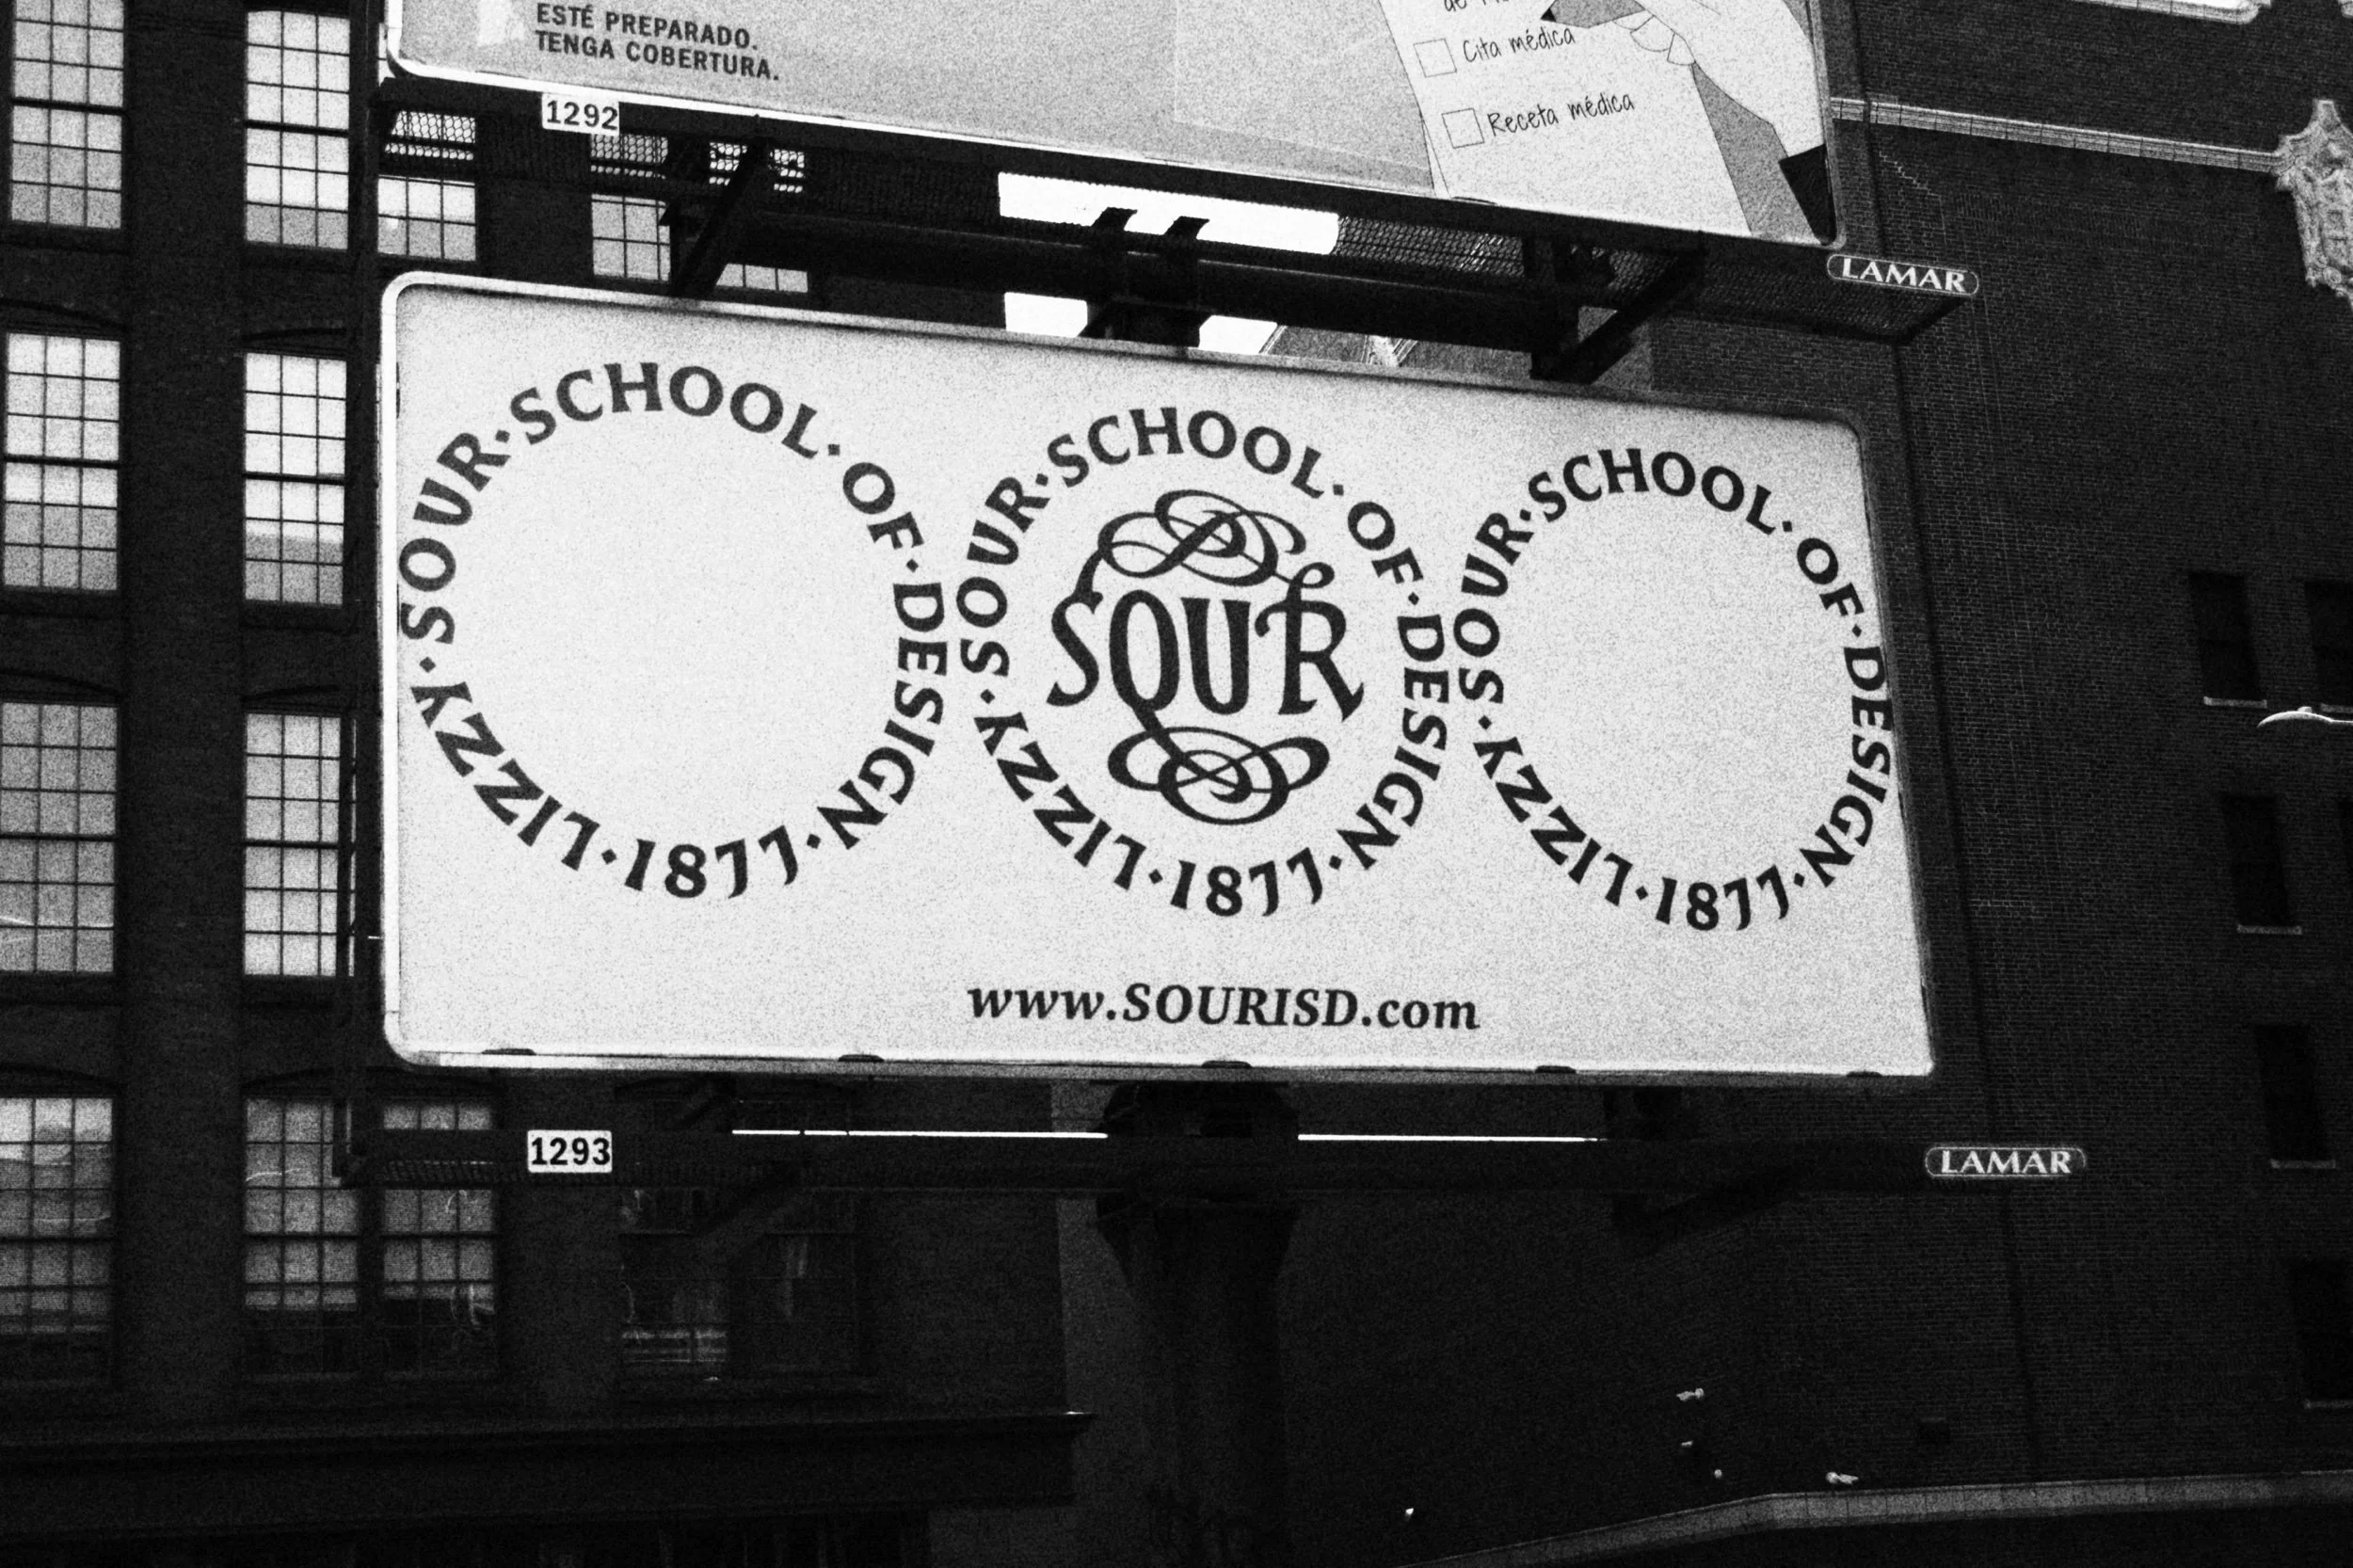 ESTÉ PREPARADO.
TENGA COBERTURA.
Cita médica
Receta médica
1292
LAMAR
SOUR·SCHOOL·OF·DESIGN·1877·LIZZY·
SOUR·SCHOOL·OF·DESIGN·1877·LIZZY·
SOUR
SOUR·SCHOOL·OF·DESIGN·1877·LIZZY·
www.SOURISD.com
1293
LAMAR